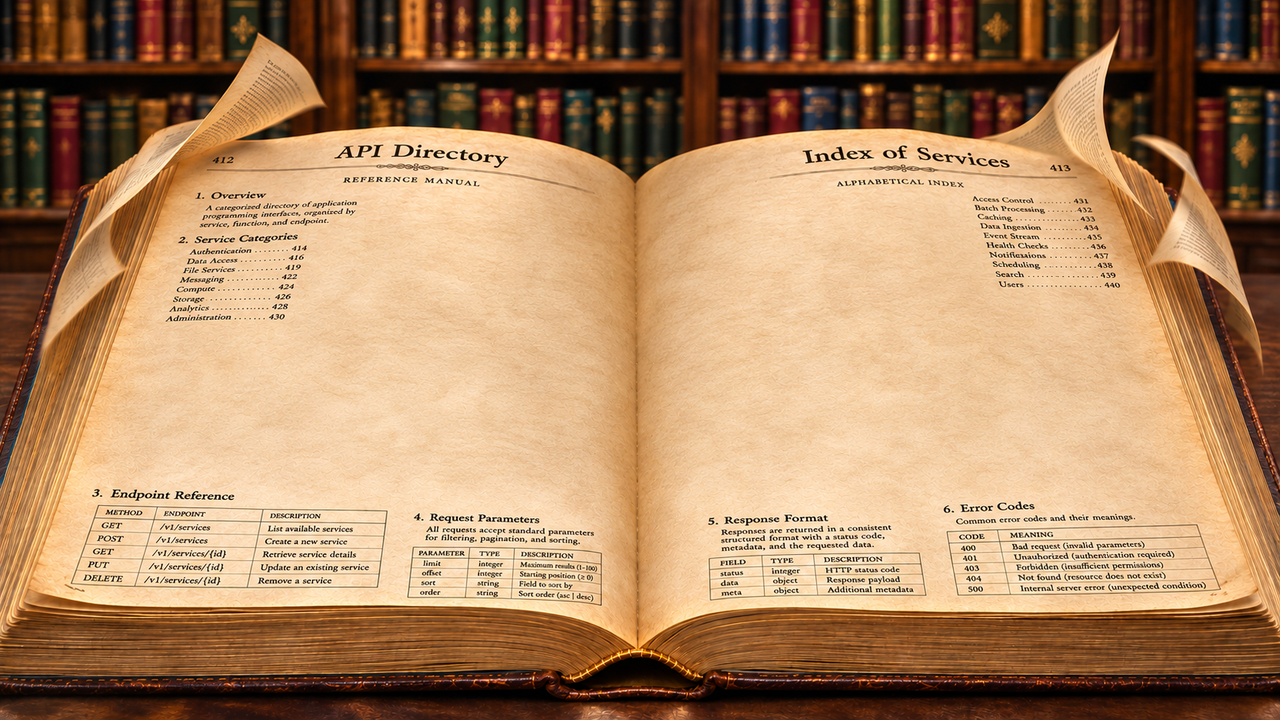 412
API Directory
REFERENCE MANUAL
1. Overview
A categorized directory of application
programming interfaces, organized by
service, function, and endpoint.
2. Service Categories
Authentication ....... 414
Data Access .......... 416
File Services .......... 419
Messaging ............ 422
Compute .............. 424
Storage ................ 426
Analytics .............. 428
Administration ....... 430
3. Endpoint Reference
METHOD ENDPOINT DESCRIPTION
GET /v1/services List available services
POST /v1/services Create a new service
GET /v1/services/{id} Retrieve service details
PUT /v1/services/{id} Update an existing service
DELETE /v1/services/{id} Remove a service
4. Request Parameters
All requests accept standard parameters
for filtering, pagination, and sorting.
PARAMETER TYPE DESCRIPTION
limit integer Maximum results (1-100)
offset integer Starting position (≥ 0)
sort string Field to sort by
order string Sort order (asc | desc)
Index of Services
413
ALPHABETICAL INDEX
Access Control ........ 431
Batch Processing ..... 432
Caching ................ 433
Data Ingestion ........ 434
Event Stream .......... 435
Health Checks ........ 436
Notifiessions .......... 437
Scheduling ............. 438
Search .................. 439
Users .................... 440
5. Response Format
Responses are returned in a consistent
structured format with a status code,
metadata, and the requested data.
FIELD TYPE DESCRIPTION
status integer HTTP status code
data object Response payload
meta object Additional metadata
6. Error Codes
Common error codes and their meanings.
CODE MEANING
400 Bad request (invalid parameters)
401 Unauthorized (authentication required)
403 Forbidden (insufficient permissions)
404 Not found (resource does not exist)
500 Internal server error (unexpected condition)